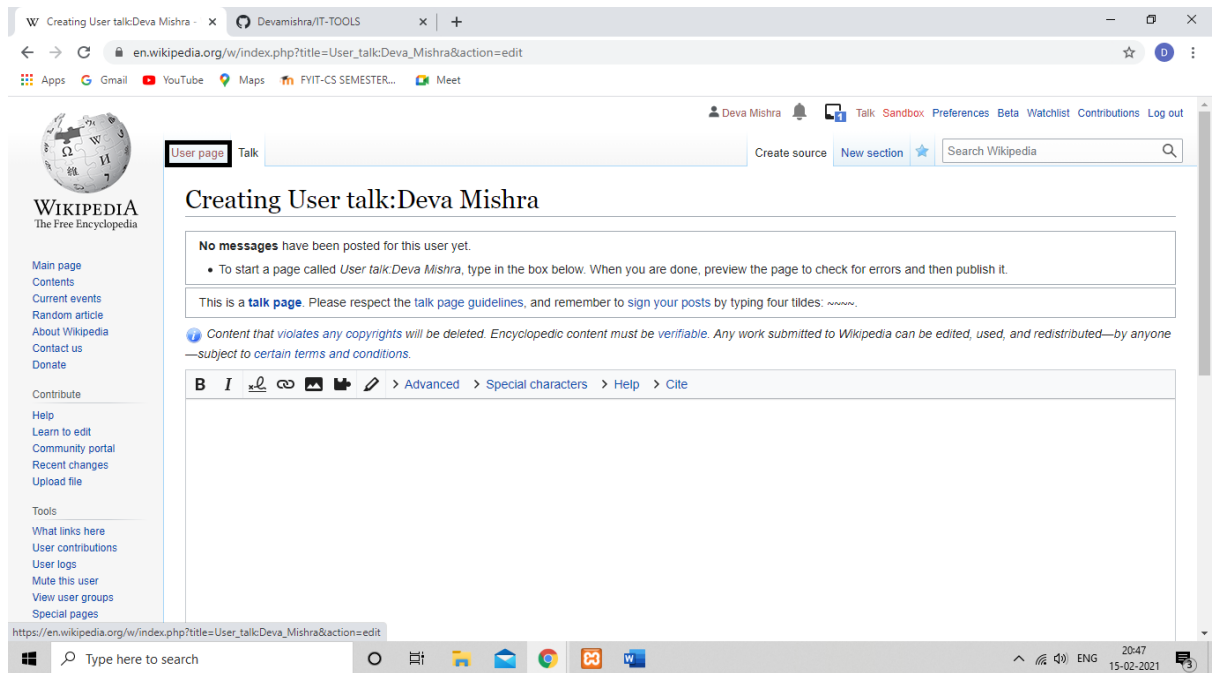 Creating User talk:Deva Mishra -
Devamishra/IT-TOOLS
en.wikipedia.org/w/index.php?title=User_talk:Deva_Mishra&action=edit
D
Apps Gmail YouTube Maps FYIT-CS SEMESTER... Meet
Deva Mishra 1 Talk Sandbox Preferences Beta Watchlist Contributions Log out
User page Talk Create source New section Search Wikipedia
WIKIPEDIA
The Free Encyclopedia
Main page
Contents
Current events
Random article
About Wikipedia
Contact us
Donate
Contribute
Help
Learn to edit
Community portal
Recent changes
Upload file
Tools
What links here
User contributions
User logs
Mute this user
View user groups
Special pages
Creating User talk:Deva Mishra
No messages have been posted for this user yet.
• To start a page called User talk:Deva Mishra, type in the box below. When you are done, preview the page to check for errors and then publish it.
This is a talk page. Please respect the talk page guidelines, and remember to sign your posts by typing four tildes: ~~~~.
Content that violates any copyrights will be deleted. Encyclopedic content must be verifiable. Any work submitted to Wikipedia can be edited, used, and redistributed—by anyone
—subject to certain terms and conditions.
B I Advanced Special characters Help Cite
https://en.wikipedia.org/w/index.php?title=User_talk:Deva_Mishra&action=edit
Type here to search
ENG
20:47
15-02-2021
3